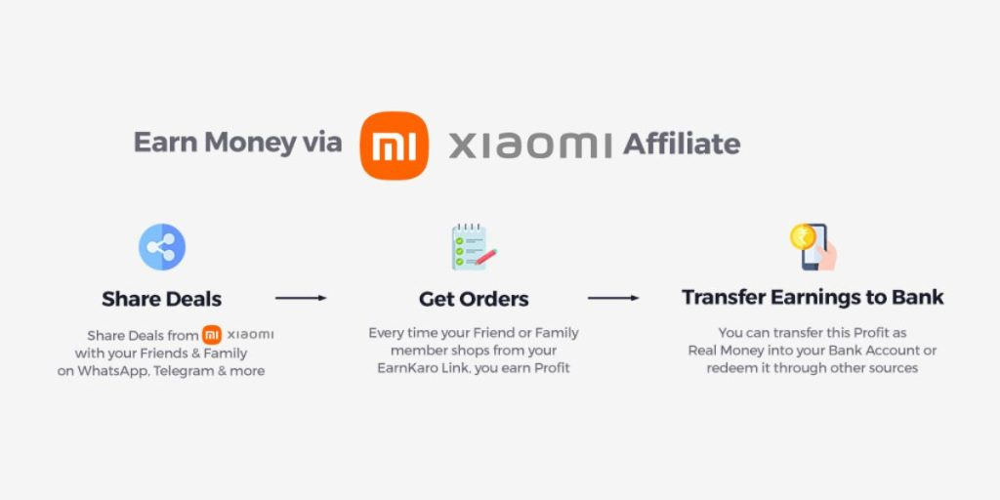 Earn Money via mi xiaomi Affiliate
Share Deals
Share Deals from mi xiaomi
with your Friends & Family
on WhatsApp, Telegram & more
Get Orders
Every time your Friend or Family
member shops from your
EarnKaro Link, you earn Profit
₹
Transfer Earnings to Bank
You can transfer this Profit as
Real Money into your Bank Account or
redeem it through other sources